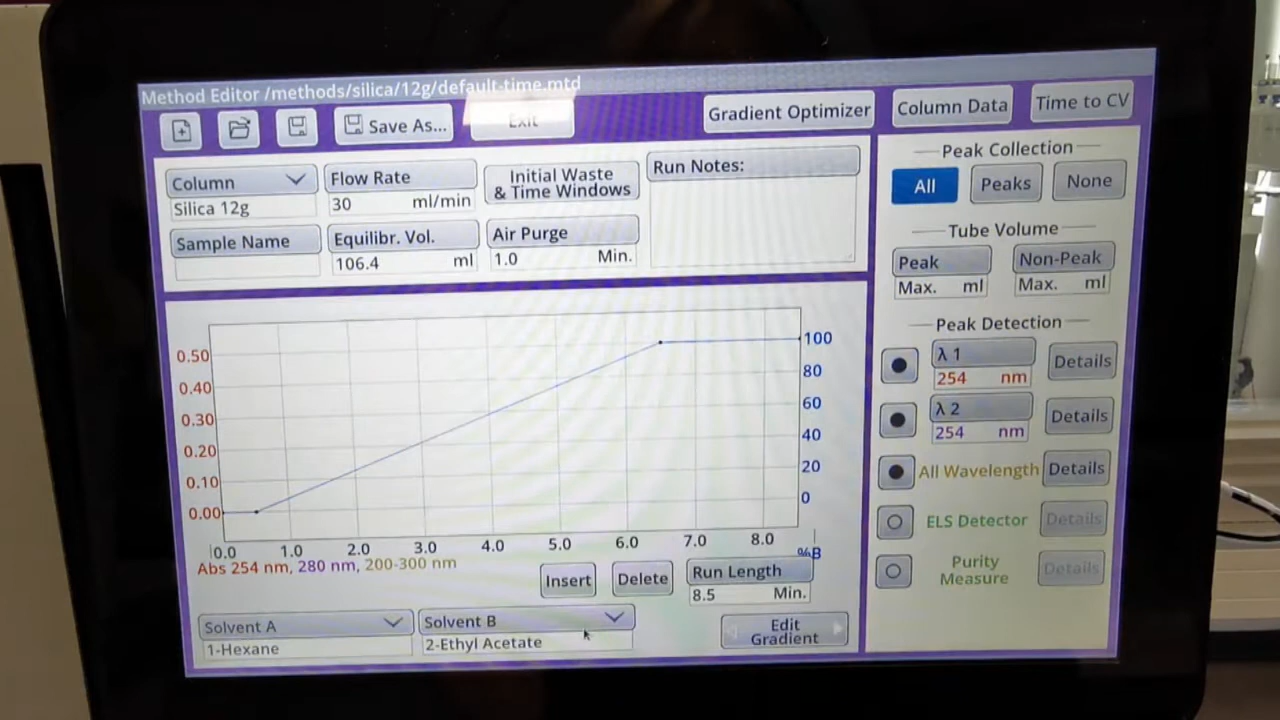 Method Editor /methods/silica/12g/default-time.mtd
Save As...
Exit
Gradient Optimizer
Column Data
Time to CV
Column
Silica 12g
Flow Rate
30 ml/min
Initial Waste
& Time Windows
Run Notes:
Sample Name
Equilibr. Vol.
106.4 ml
Air Purge
1.0 Min.
Peak Collection
All
Peaks
None
Tube Volume
Peak
Max. ml
Non-Peak
Max. ml
Peak Detection
λ 1
254 nm
Details
λ 2
254 nm
Details
All Wavelength
Details
ELS Detector
Details
Purity
Measure
Details
0.50
0.40
0.30
0.20
0.10
0.00
100
80
60
40
20
0
0.0 1.0 2.0 3.0 4.0 5.0 6.0 7.0 8.0
%B
Abs 254 nm, 280 nm, 200-300 nm
Insert
Delete
Run Length
8.5 Min.
Solvent A
1-Hexane
Solvent B
2-Ethyl Acetate
Edit
Gradient